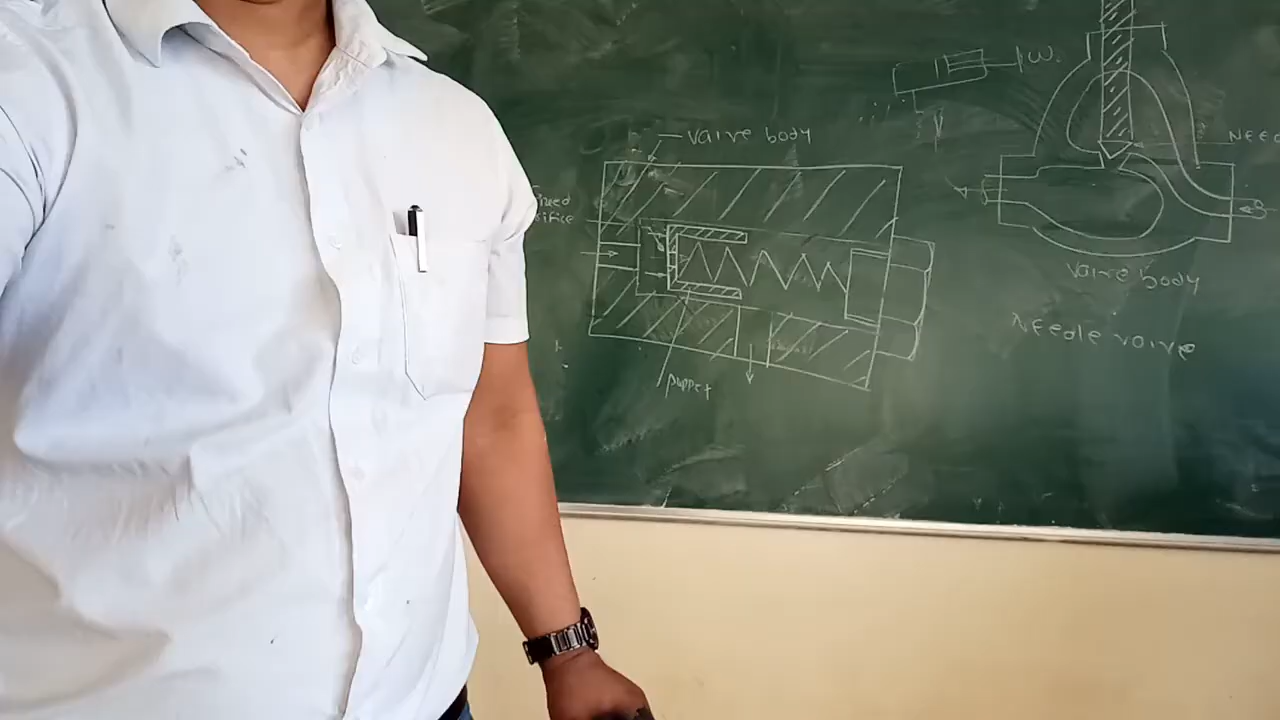 W.
Valve body
Fixed
orifice
puppet
NEED
Valve body
Needle valve